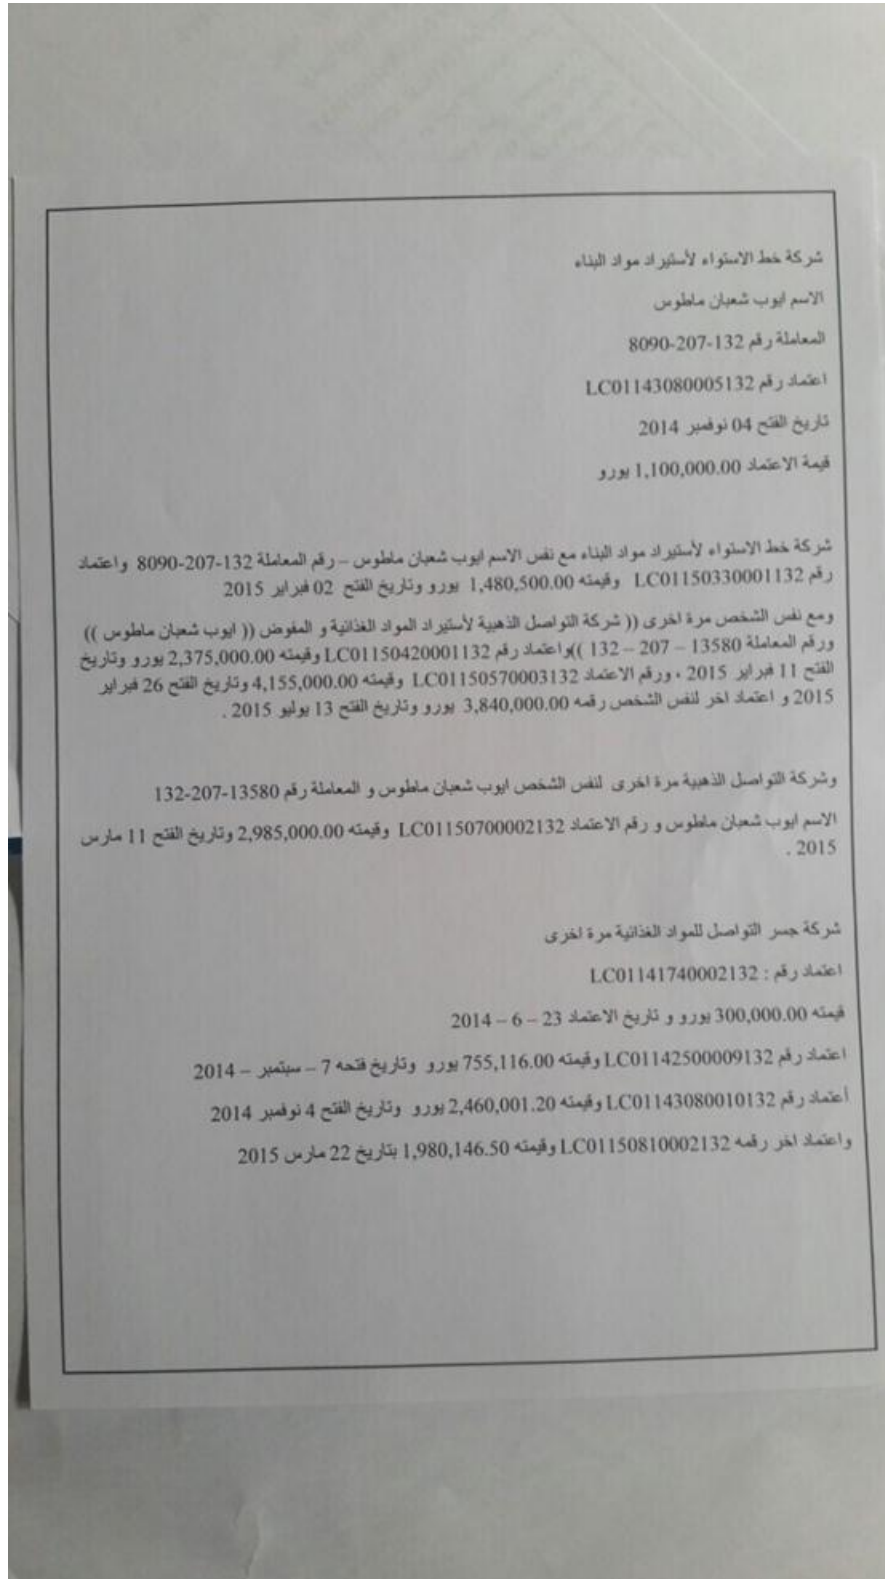 شركة خط الاستواء لأستيراد مواد البناء
الاسم ايوب شعبان ماطوس
المعاملة رقم 132-207-8090
اعتماد رقم LC01143080005132
تاريخ الفتح 04 نوفمبر 2014
قيمة الاعتماد 1,100,000.00 يورو
شركة خط الاستواء لأستيراد مواد البناء مع نفس الاسم ايوب شعبان ماطوس – رقم المعاملة 132-207-8090 واعتماد
رقم LC01150330001132 وقيمته 1,480,500.00 يورو وتاريخ الفتح 02 فبراير 2015
ومع نفس الشخص مرة اخرى (( شركة التواصل الذهبية لأستيراد المواد الغذائية و المفوض (( ايوب شعبان ماطوس ))
ورقم المعاملة 13580 – 207 – 132 ))واعتماد رقم LC01150420001132 وقيمته 2,375,000.00 يورو وتاريخ
الفتح 11 فبراير 2015 ، ورقم الاعتماد LC01150570003132 وقيمته 4,155,000.00 وتاريخ الفتح 26 فبراير
2015 و اعتماد اخر لنفس الشخص رقمه 3,840,000.00 يورو وتاريخ الفتح 13 يوليو 2015 .
وشركة التواصل الذهبية مرة اخرى لنفس الشخص ايوب شعبان ماطوس و المعاملة رقم 13580-207-132
الاسم ايوب شعبان ماطوس و رقم الاعتماد LC01150700002132 وقيمته 2,985,000.00 وتاريخ الفتح 11 مارس
2015 .
شركة جسر التواصل للمواد الغذائية مرة اخرى
اعتماد رقم : LC01141740002132
قيمته 300,000.00 يورو و تاريخ الاعتماد 23 – 6 – 2014
اعتماد رقم LC01142500009132 وقيمته 755,116.00 يورو وتاريخ فتحه 7 – سبتمبر – 2014
أعتماد رقم LC01143080010132 وقيمته 2,460,001.20 يورو وتاريخ الفتح 4 نوفمبر 2014
واعتماد اخر رقمه LC01150810002132 وقيمته 1,980,146.50 بتاريخ 22 مارس 2015